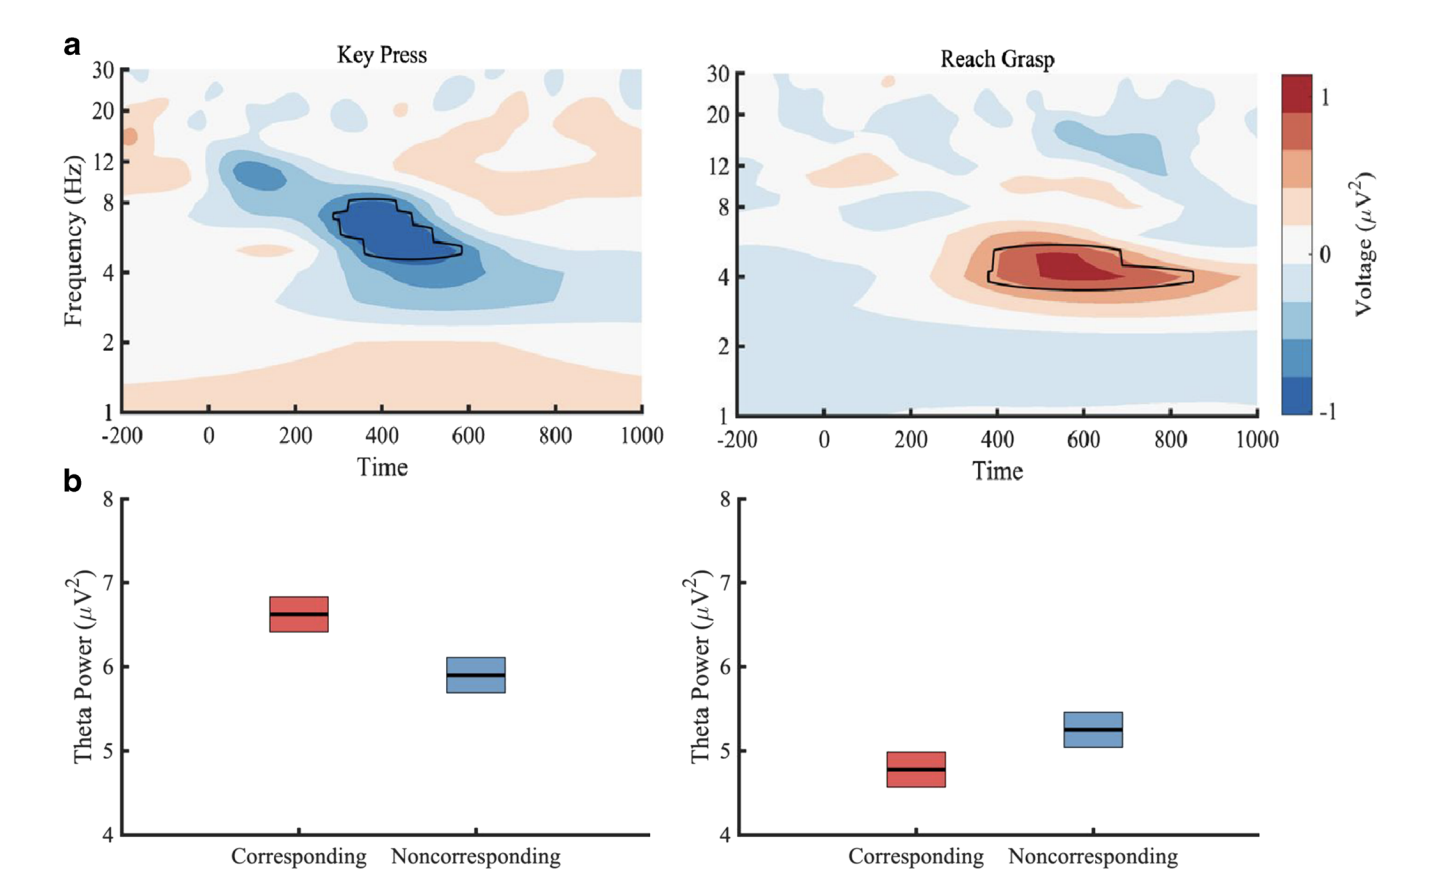 a
Key Press
Reach Grasp
30
20
12
8
4
2
1
Frequency (Hz)
-200 0 200 400 600 800 1000
Time
30
20
12
8
4
2
1
-200 0 200 400 600 800 1000
Time
1
0
-1
Voltage (μV²)
b
8
7
6
5
4
Theta Power (μV²)
Corresponding Noncorresponding
8
7
6
5
4
Theta Power (μV²)
Corresponding Noncorresponding